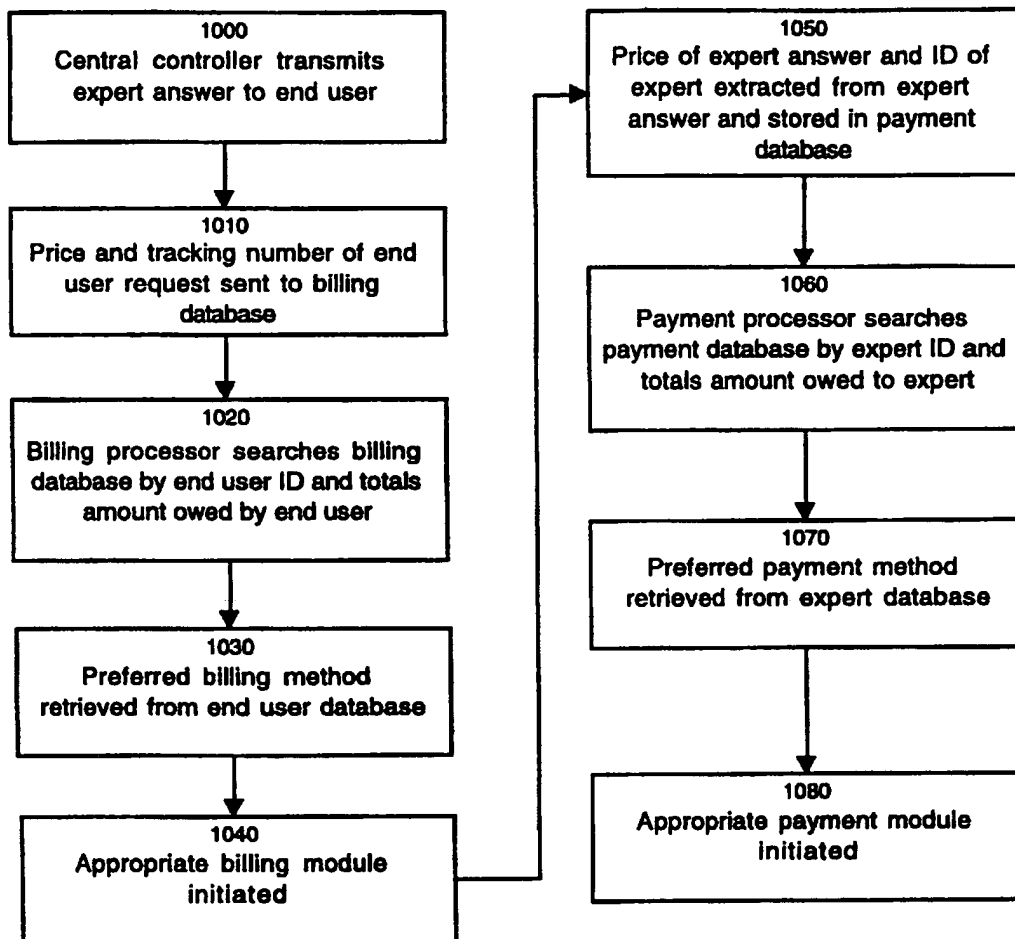 1000
Central controller transmits
expert answer to end user
1010
Price and tracking number of end
user request sent to billing
database
1020
Billing processor searches billing
database by end user ID and totals
amount owed by end user
1030
Preferred billing method
retrieved from end user database
1040
Appropriate billing module
initiated
1050
Price of expert answer and ID of
expert extracted from expert
answer and stored in payment
database
1060
Payment processor searches
payment database by expert ID and
totals amount owed to expert
1070
Preferred payment method
retrieved from expert database
1080
Appropriate payment module
initiated